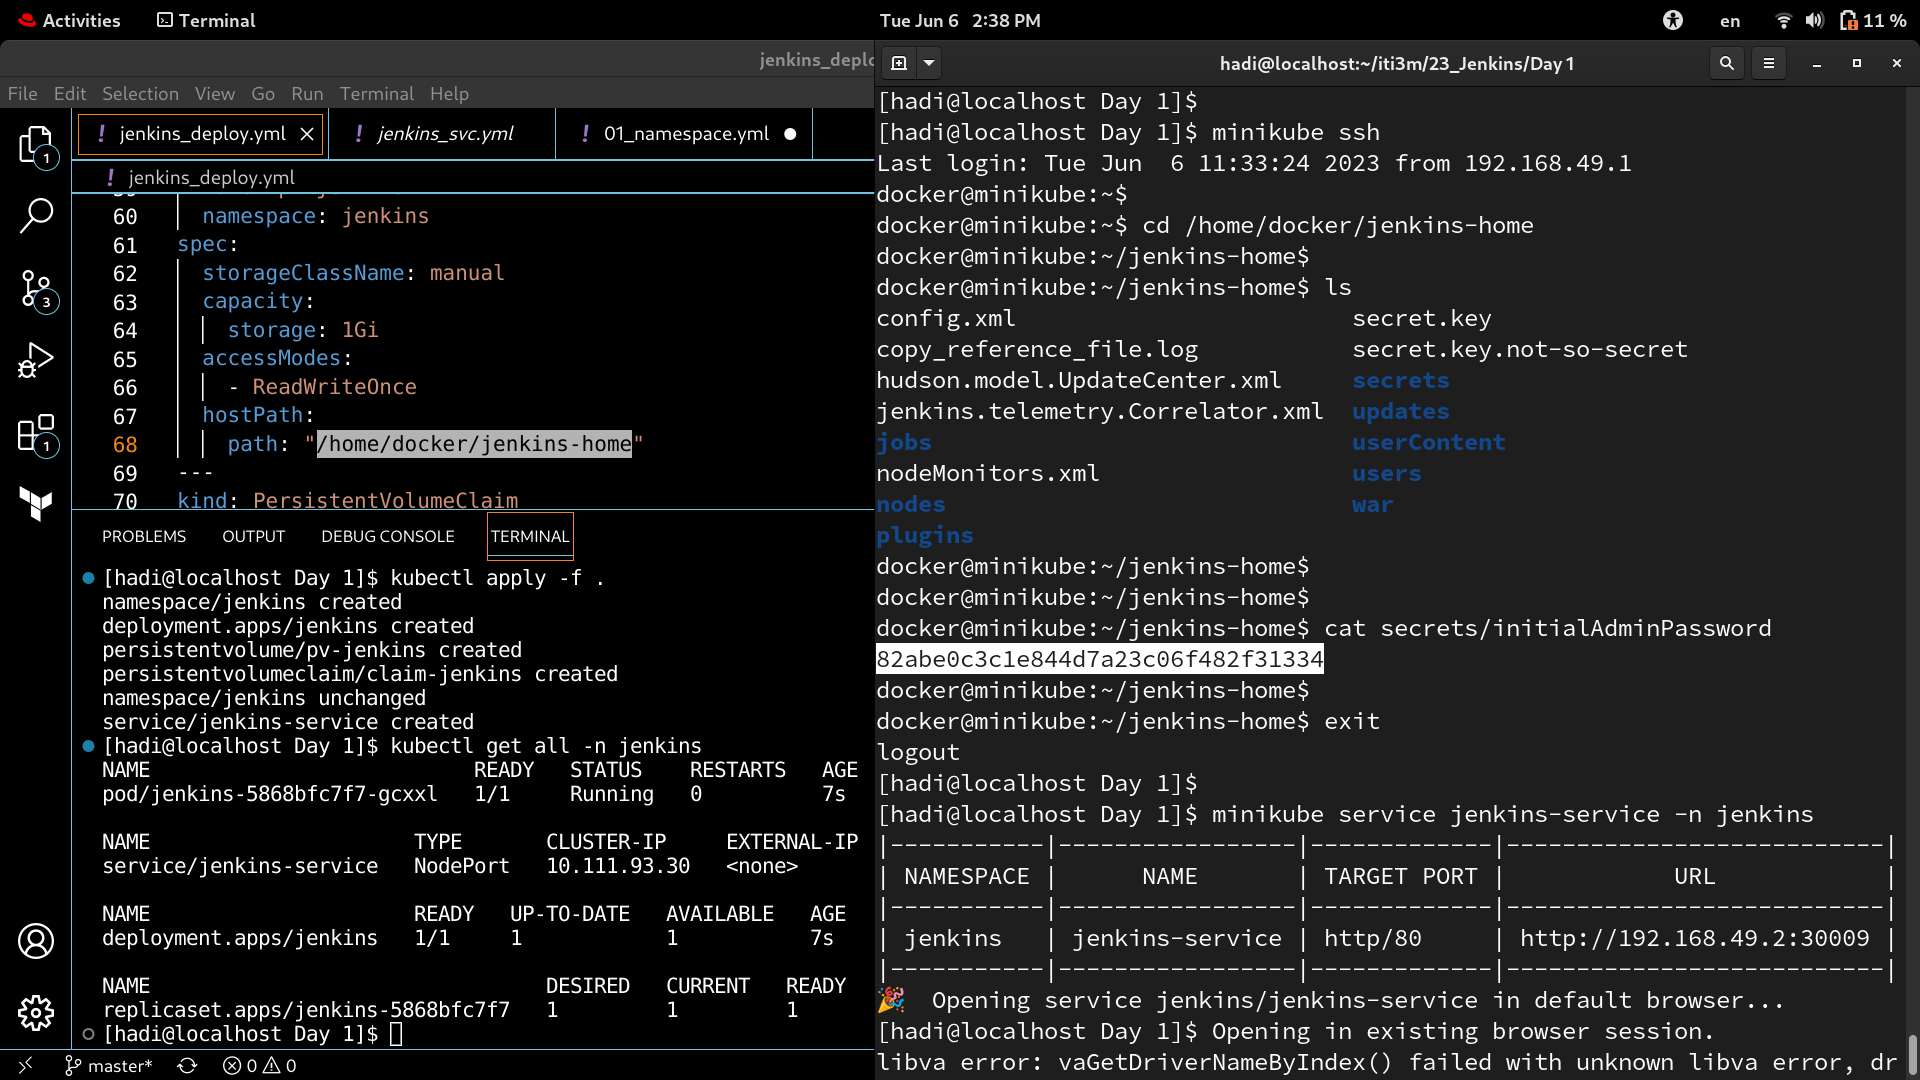 Activities
Terminal
Tue Jun 6 2:38 PM
en
11 %
jenkins_deplo
File Edit Selection View Go Run Terminal Help
! jenkins_deploy.yml
! jenkins_svc.yml
! 01_namespace.yml
! jenkins_deploy.yml
1
3
1
60 namespace: jenkins
61 spec:
62 storageClassName: manual
63 capacity:
64 storage: 1Gi
65 accessModes:
66 - ReadWriteOnce
67 hostPath:
68 path: "/home/docker/jenkins-home"
69 ---
70 kind: PersistentVolumeClaim
PROBLEMS OUTPUT DEBUG CONSOLE TERMINAL
[hadi@localhost Day 1]$ kubectl apply -f .
namespace/jenkins created
deployment.apps/jenkins created
persistentvolume/pv-jenkins created
persistentvolumeclaim/claim-jenkins created
namespace/jenkins unchanged
service/jenkins-service created
[hadi@localhost Day 1]$ kubectl get all -n jenkins
NAME READY STATUS RESTARTS AGE
pod/jenkins-5868bfc7f7-gcxxl 1/1 Running 0 7s
NAME TYPE CLUSTER-IP EXTERNAL-IP
service/jenkins-service NodePort 10.111.93.30 <none>
NAME READY UP-TO-DATE AVAILABLE AGE
deployment.apps/jenkins 1/1 1 1 7s
NAME DESIRED CURRENT READY
replicaset.apps/jenkins-5868bfc7f7 1 1 1
[hadi@localhost Day 1]$
master* 0 0
hadi@localhost:~/iti3m/23_Jenkins/Day 1
[hadi@localhost Day 1]$
[hadi@localhost Day 1]$ minikube ssh
Last login: Tue Jun  6 11:33:24 2023 from 192.168.49.1
docker@minikube:~$
docker@minikube:~$ cd /home/docker/jenkins-home
docker@minikube:~/jenkins-home$
docker@minikube:~/jenkins-home$ ls
config.xml secret.key
copy_reference_file.log secret.key.not-so-secret
hudson.model.UpdateCenter.xml secrets
jenkins.telemetry.Correlator.xml updates
jobs userContent
nodeMonitors.xml users
nodes war
plugins
docker@minikube:~/jenkins-home$
docker@minikube:~/jenkins-home$
docker@minikube:~/jenkins-home$ cat secrets/initialAdminPassword
82abe0c3c1e844d7a23c06f482f31334
docker@minikube:~/jenkins-home$
docker@minikube:~/jenkins-home$ exit
logout
[hadi@localhost Day 1]$
[hadi@localhost Day 1]$ minikube service jenkins-service -n jenkins
|-----------|-----------------|-------------|---------------------------|
| NAMESPACE | NAME | TARGET PORT | URL |
|-----------|-----------------|-------------|---------------------------|
| jenkins | jenkins-service | http/80 | http://192.168.49.2:30009 |
|-----------|-----------------|-------------|---------------------------|
🎉 Opening service jenkins/jenkins-service in default browser...
[hadi@localhost Day 1]$ Opening in existing browser session.
libva error: vaGetDriverNameByIndex() failed with unknown libva error, dr